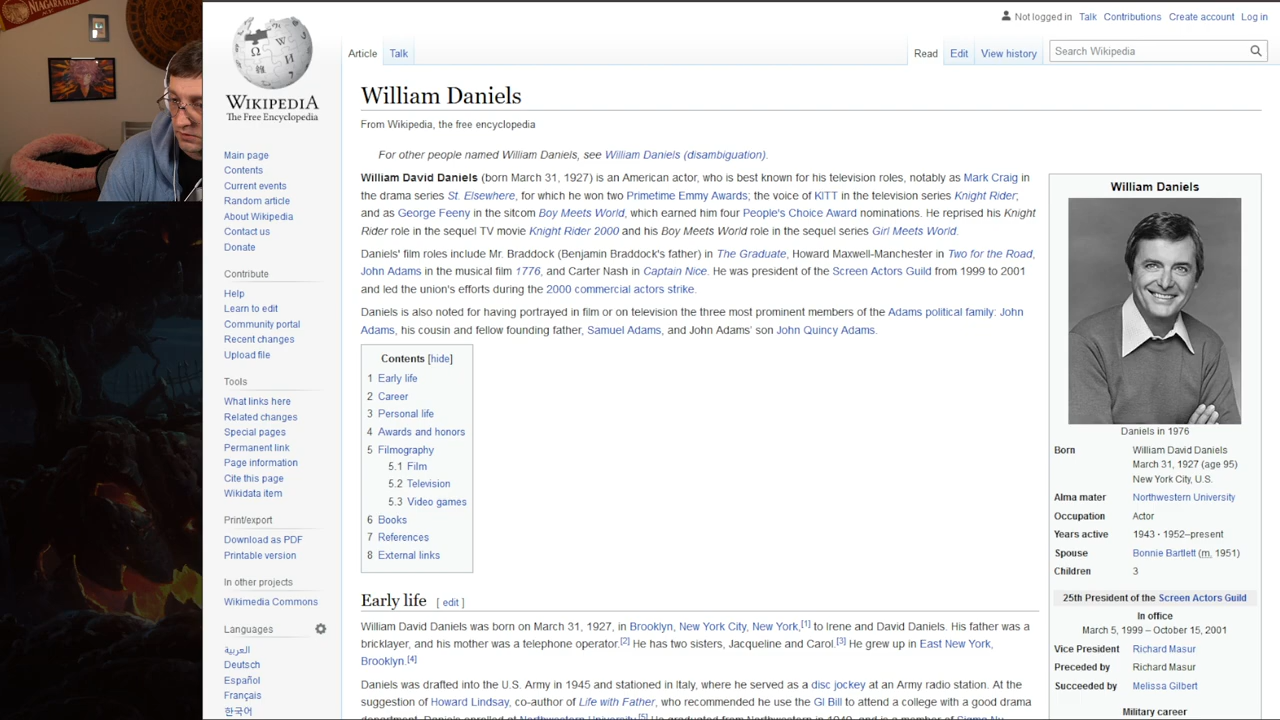 NIAGARA FALLS
WIKIPEDIA
The Free Encyclopedia
Main page
Contents
Current events
Random article
About Wikipedia
Contact us
Donate
Contribute
Help
Learn to edit
Community portal
Recent changes
Upload file
Tools
What links here
Related changes
Special pages
Permanent link
Page information
Cite this page
Wikidata item
Print/export
Download as PDF
Printable version
In other projects
Wikimedia Commons
Languages
العربية
Deutsch
Español
Français
한국어
Not logged in Talk Contributions Create account Log in
Article Talk Read Edit View history Search Wikipedia
William Daniels
From Wikipedia, the free encyclopedia
For other people named William Daniels, see William Daniels (disambiguation).
William David Daniels (born March 31, 1927) is an American actor, who is best known for his television roles, notably as Mark Craig in
the drama series St. Elsewhere, for which he won two Primetime Emmy Awards; the voice of KITT in the television series Knight Rider;
and as George Feeny in the sitcom Boy Meets World, which earned him four People's Choice Award nominations. He reprised his Knight
Rider role in the sequel TV movie Knight Rider 2000 and his Boy Meets World role in the sequel series Girl Meets World.
Daniels' film roles include Mr. Braddock (Benjamin Braddock's father) in The Graduate, Howard Maxwell-Manchester in Two for the Road,
John Adams in the musical film 1776, and Carter Nash in Captain Nice. He was president of the Screen Actors Guild from 1999 to 2001
and led the union's efforts during the 2000 commercial actors strike.
Daniels is also noted for having portrayed in film or on television the three most prominent members of the Adams political family: John
Adams, his cousin and fellow founding father, Samuel Adams, and John Adams' son John Quincy Adams.
Contents [hide]
1 Early life
2 Career
3 Personal life
4 Awards and honors
5 Filmography
5.1 Film
5.2 Television
5.3 Video games
6 Books
7 References
8 External links
Early life [ edit ]
William David Daniels was born on March 31, 1927, in Brooklyn, New York City, New York,[1] to Irene and David Daniels. His father was a
bricklayer, and his mother was a telephone operator.[2] He has two sisters, Jacqueline and Carol.[3] He grew up in East New York,
Brooklyn.[4]
Daniels was drafted into the U.S. Army in 1945 and stationed in Italy, where he served as a disc jockey at an Army radio station. At the
suggestion of Howard Lindsay, co-author of Life with Father, who recommended he use the GI Bill to attend a college with a good drama
department, Daniels enrolled at Northwestern University.[5] He graduated from Northwestern in 1949, and is a member of Sigma Nu
William Daniels
Daniels in 1976
Born William David Daniels
March 31, 1927 (age 95)
New York City, U.S.
Alma mater Northwestern University
Occupation Actor
Years active 1943 · 1952–present
Spouse Bonnie Bartlett (m. 1951)
Children 3
25th President of the Screen Actors Guild
In office
March 5, 1999 – October 15, 2001
Vice President Richard Masur
Preceded by Richard Masur
Succeeded by Melissa Gilbert
Military career